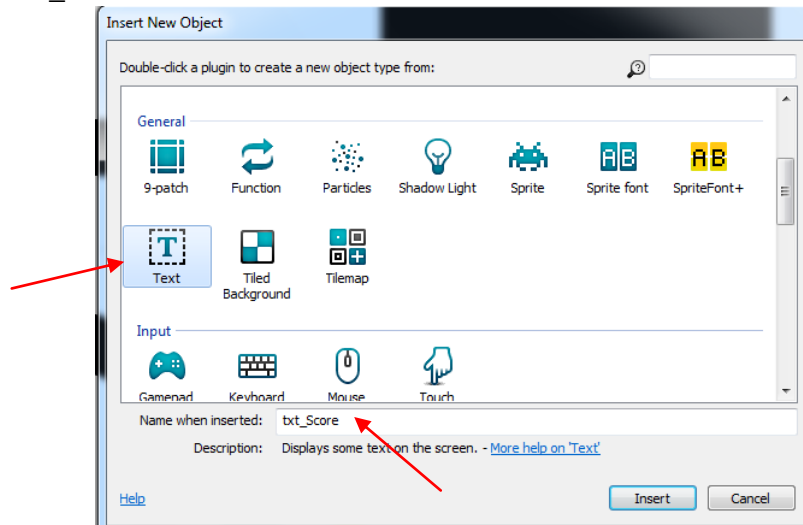 Insert New Object
Double-click a plugin to create a new object type from:
General
9-patch Function Particles Shadow Light Sprite Sprite font SpriteFont+
Text Tiled Background Tilemap
Input
Gamepad Keyboard Mouse Touch
Name when inserted: txt_Score
Description: Displays some text on the screen. - More help on 'Text'
Help Insert Cancel